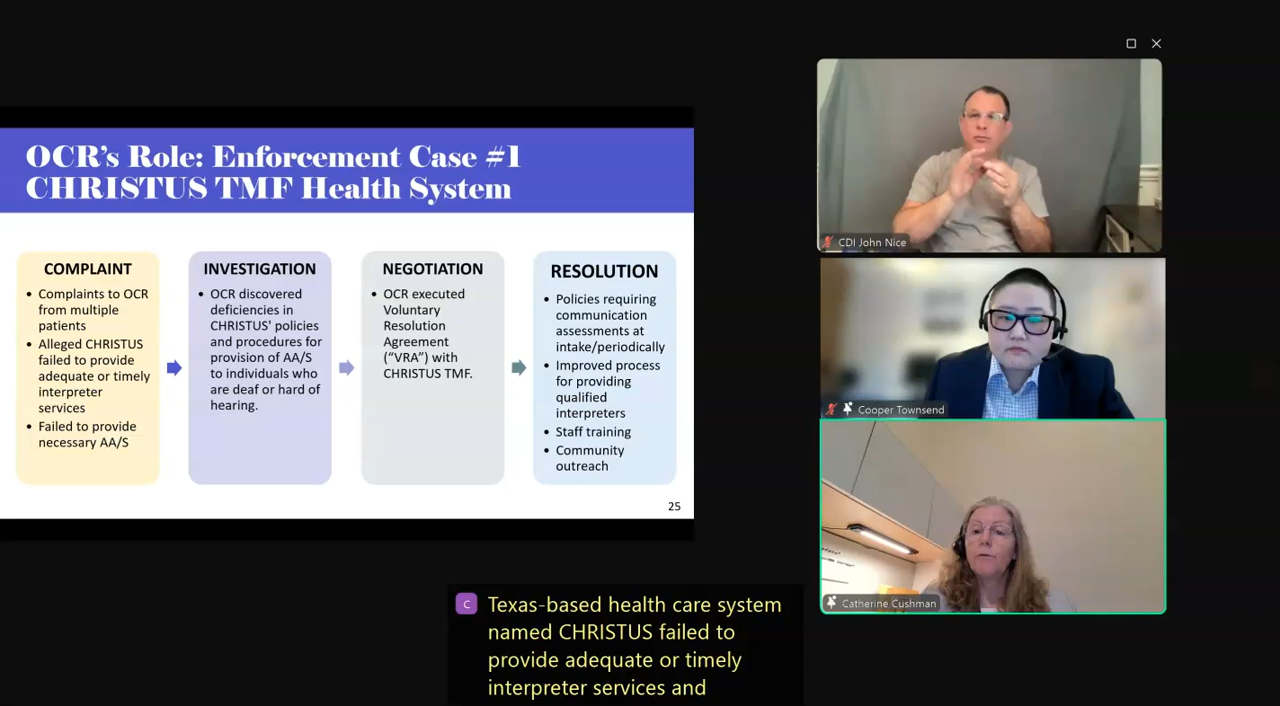 OCR's Role: Enforcement Case #1
CHRISTUS TMF Health System
COMPLAINT
• Complaints to OCR
from multiple
patients
• Alleged CHRISTUS
failed to provide
adequate or timely
interpreter
services
• Failed to provide
necessary AA/S
INVESTIGATION
• OCR discovered
deficiencies in
CHRISTUS' policies
and procedures for
provision of AA/S
to individuals who
are deaf or hard of
hearing.
NEGOTIATION
• OCR executed
Voluntary
Resolution
Agreement
("VRA") with
CHRISTUS TMF.
RESOLUTION
• Policies requiring
communication
assessments at
intake/periodically
• Improved process
for providing
qualified
interpreters
• Staff training
• Community
outreach
25
CDI John Nice
Cooper Townsend
Catherine Cushman
C
Texas-based health care system
named CHRISTUS failed to
provide adequate or timely
interpreter services and